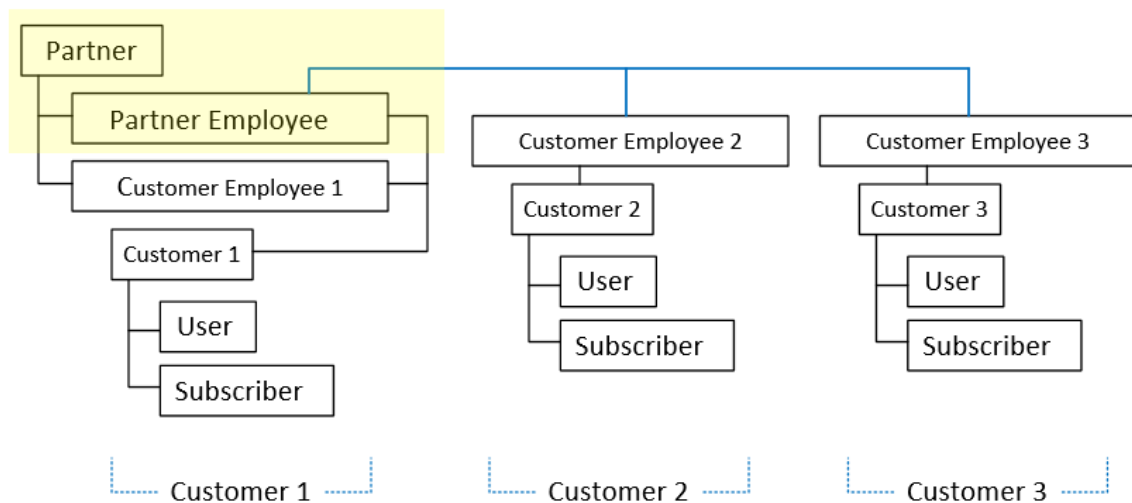 Partner
Partner Employee
Customer Employee 1
Customer 1
User
Subscriber
Customer Employee 2
Customer 2
User
Subscriber
Customer Employee 3
Customer 3
User
Subscriber
Customer 1
Customer 2
Customer 3